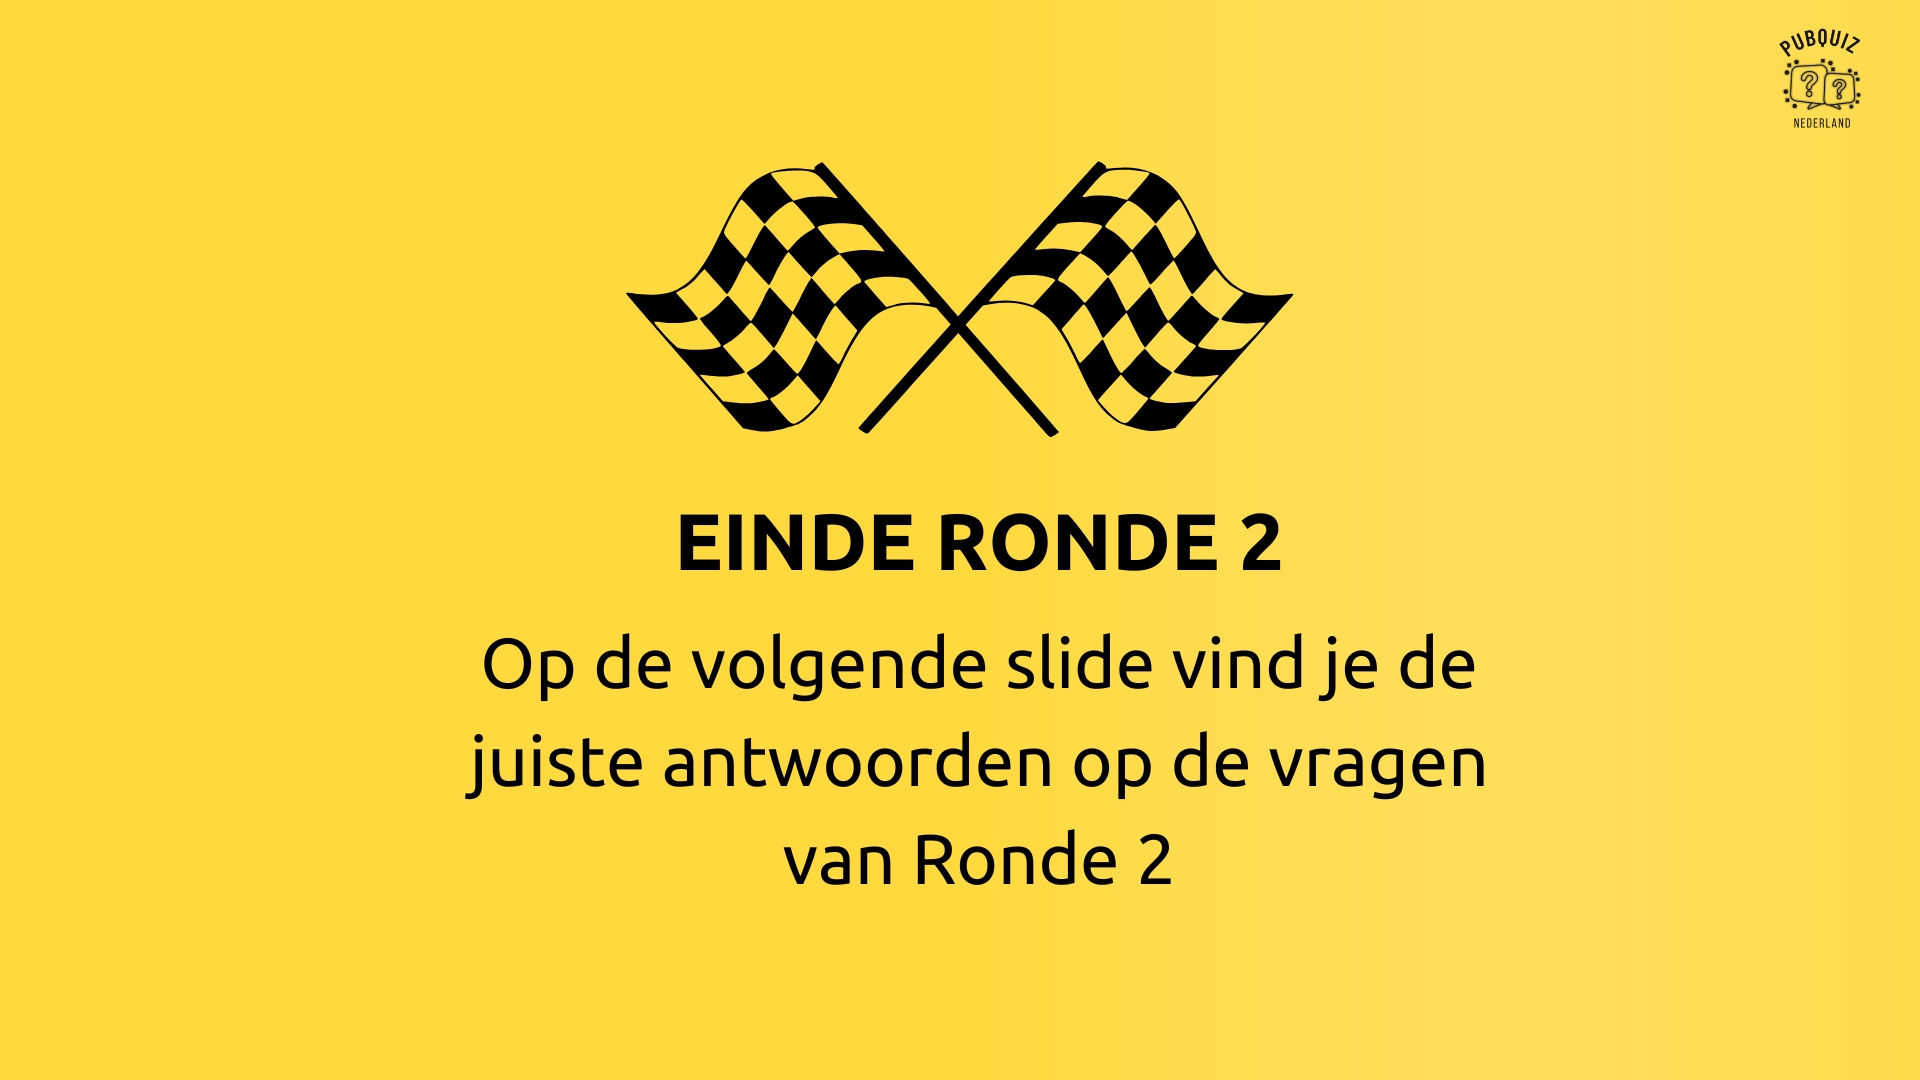 PUBQUIZ
? ?
NEDERLAND
EINDE RONDE 2
Op de volgende slide vind je de
juiste antwoorden op de vragen
van Ronde 2